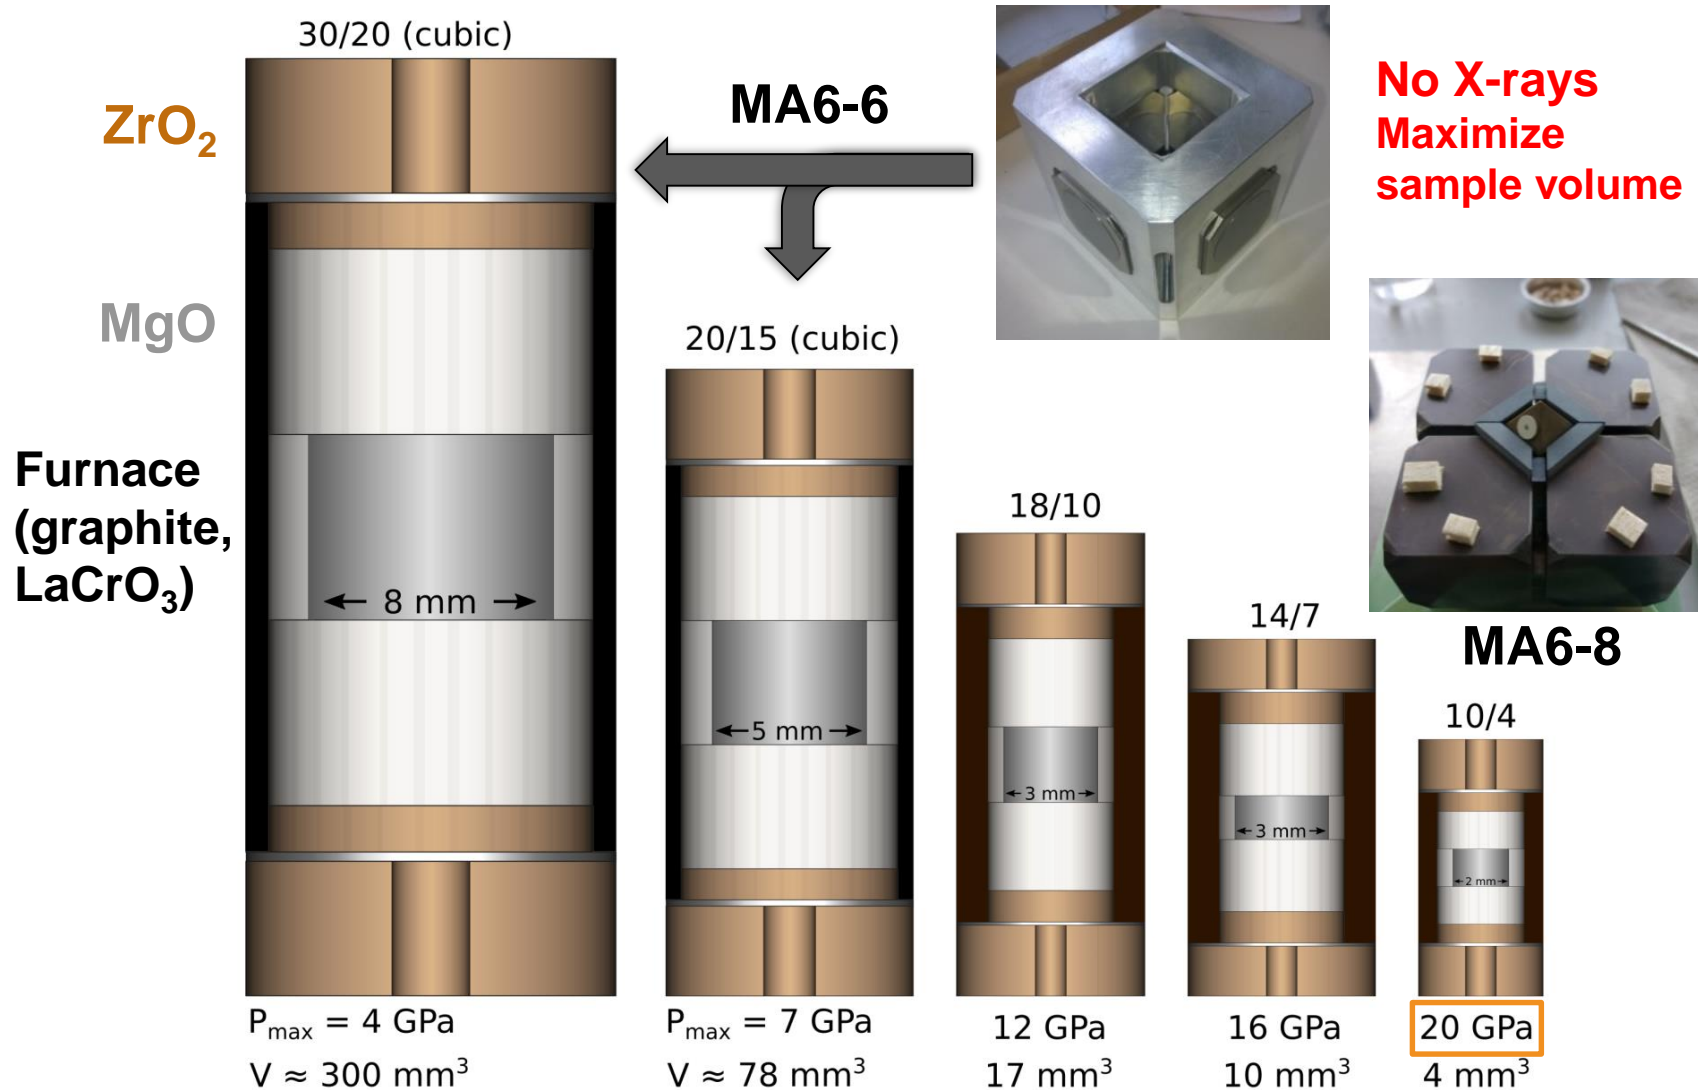 30/20 (cubic)
ZrO₂
MA6-6
No X-rays
Maximize
sample volume
MgO
20/15 (cubic)
Furnace
(graphite,
LaCrO₃)
8 mm
18/10
5 mm
14/7
MA6-8
3 mm
3 mm
10/4
2 mm
Pmax = 4 GPa
V ≈ 300 mm³
Pmax = 7 GPa
V ≈ 78 mm³
12 GPa
17 mm³
16 GPa
10 mm³
20 GPa
4 mm³